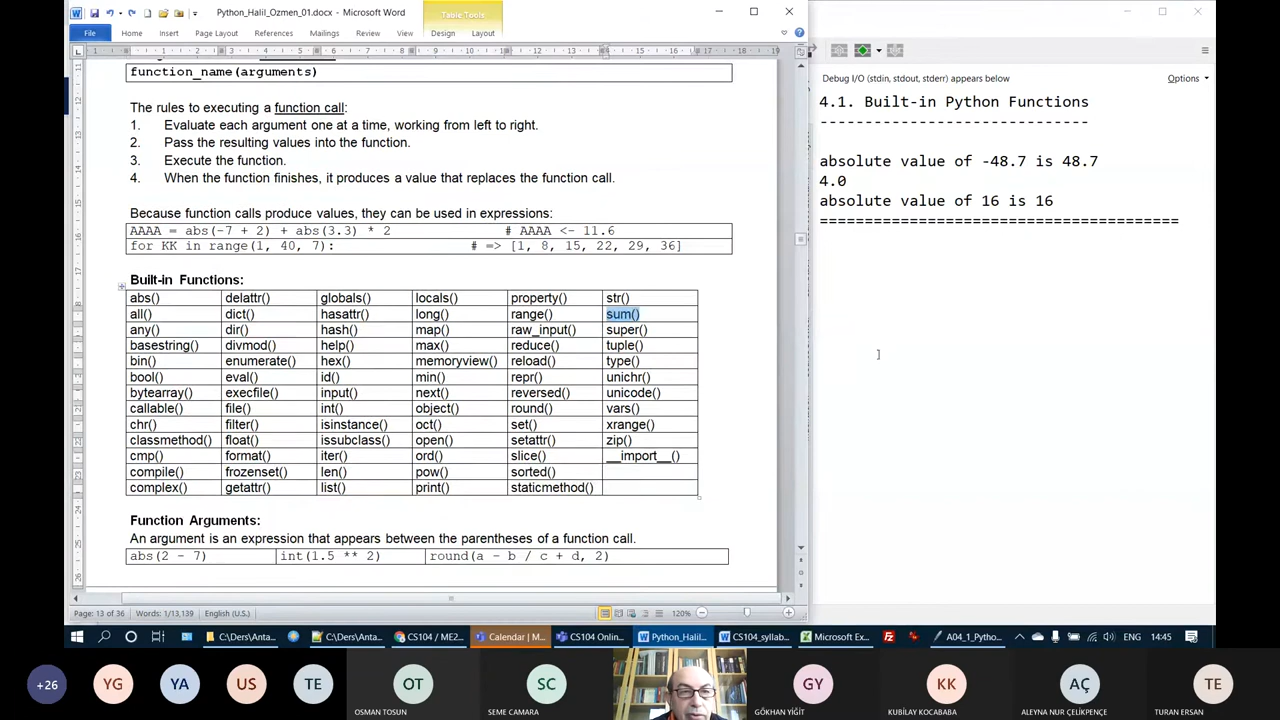 Python_Halil_Ozmen_01.docx - Microsoft Word
Table Tools
File Home Insert Page Layout References Mailings Review View Design Layout
function_name(arguments)
The rules to executing a function call:
1. Evaluate each argument one at a time, working from left to right.
2. Pass the resulting values into the function.
3. Execute the function.
4. When the function finishes, it produces a value that replaces the function call.
Because function calls produce values, they can be used in expressions:
AAAA = abs(-7 + 2) + abs(3.3) * 2 # AAAA <- 11.6
for KK in range(1, 40, 7): # => [1, 8, 15, 22, 29, 36]
Built-in Functions:
abs() delattr() globals() locals() property() str()
all() dict() hasattr() long() range() sum()
any() dir() hash() map() raw_input() super()
basestring() divmod() help() max() reduce() tuple()
bin() enumerate() hex() memoryview() reload() type()
bool() eval() id() min() repr() unichr()
bytearray() execfile() input() next() reversed() unicode()
callable() file() int() object() round() vars()
chr() filter() isinstance() oct() set() xrange()
classmethod() float() issubclass() open() setattr() zip()
cmp() format() iter() ord() slice() __import__()
compile() frozenset() len() pow() sorted()
complex() getattr() list() print() staticmethod()
Function Arguments:
An argument is an expression that appears between the parentheses of a function call.
abs(2 - 7) int(1.5 ** 2) round(a - b / c + d, 2)
Page: 13 of 36 Words: 1/13,139 English (U.S.) 120%
Debug I/O (stdin, stdout, stderr) appears below Options
4.1. Built-in Python Functions
------------------------------
absolute value of -48.7 is 48.7
4.0
absolute value of 16 is 16
========================================
C:\Ders\Anta... C:\Ders\Anta... CS104 / ME2... Calendar | M... CS104 Onlin... Python_Halil... CS104_syllab... Microsoft Ex... A04_1_Pytho... ENG 14:45
+26 YG YA US TE OT SC GY KK AÇ TE
OSMAN TOSUN SEME CAMARA GÖKHAN YİĞİT KUBİLAY KOCABABA ALEYNA NUR ÇELİKPENÇE TURAN ERSAN